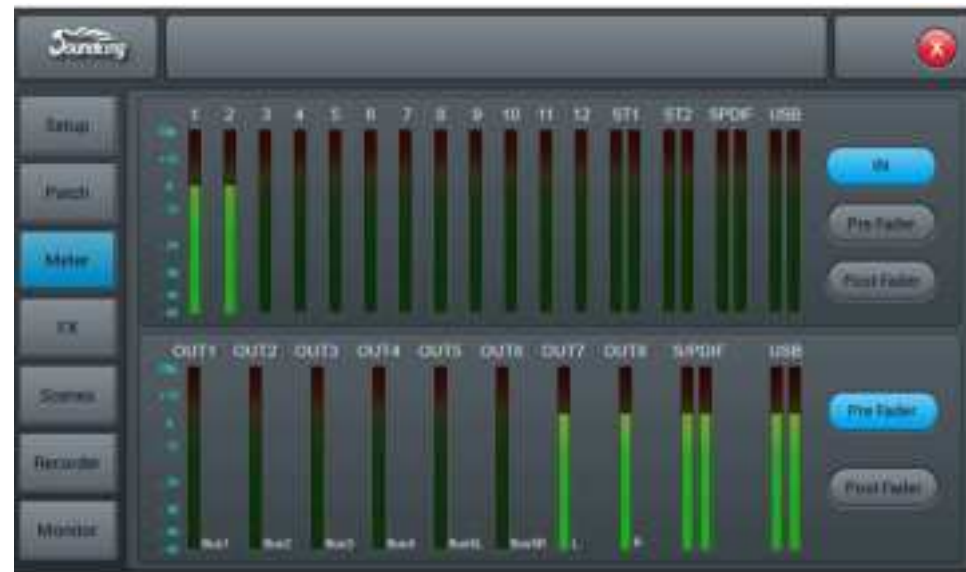 Soundking
Setup
Patch
Meter
FX
Scenes
Recorder
Monitor
1 2 3 4 5 6 7 8 9 10 11 12 ST1 ST2 SPDIF USB
IN
Pre Fader
Post Fader
OUT1 OUT2 OUT3 OUT4 OUT5 OUT6 OUT7 OUT8 S/PDIF USB
Bus1 Bus2 Bus3 Bus4 L R
Pre Fader
Post Fader